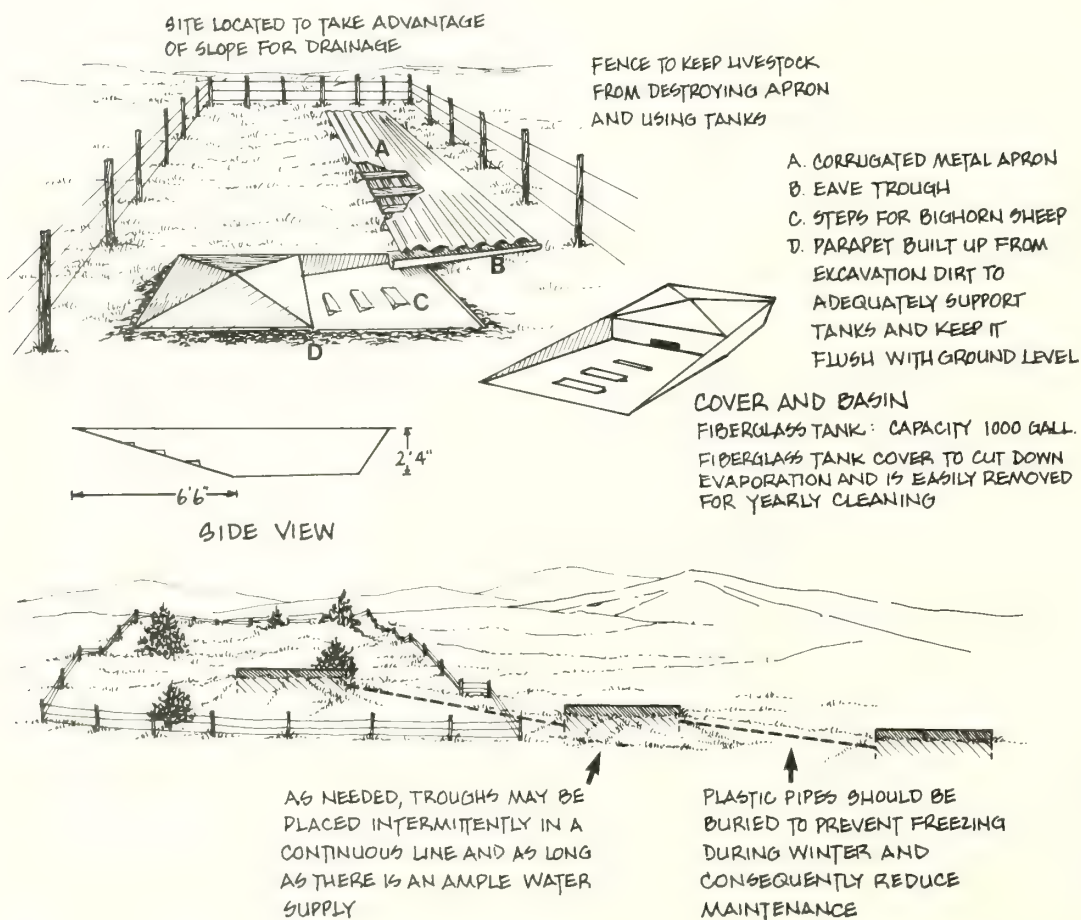 SITE LOCATED TO TAKE ADVANTAGE
OF SLOPE FOR DRAINAGE
FENCE TO KEEP LIVESTOCK
FROM DESTROYING APRON
AND USING TANKS
A
B
C
D
A. CORRUGATED METAL APRON
B. EAVE TROUGH
C. STEPS FOR BIGHORN SHEEP
D. PARAPET BUILT UP FROM
EXCAVATION DIRT TO
ADEQUATELY SUPPORT
TANKS AND KEEP IT
FLUSH WITH GROUND LEVEL
COVER AND BASIN
FIBERGLASS TANK: CAPACITY 1000 GALL.
FIBERGLASS TANK COVER TO CUT DOWN
EVAPORATION AND IS EASILY REMOVED
FOR YEARLY CLEANING
2'4"
6'6"
SIDE VIEW
AS NEEDED, TROUGHS MAY BE
PLACED INTERMITTENTLY IN A
CONTINUOUS LINE AND AS LONG
AS THERE IS AN AMPLE WATER
SUPPLY
PLASTIC PIPES SHOULD BE
BURIED TO PREVENT FREEZING
DURING WINTER AND
CONSEQUENTLY REDUCE
MAINTENANCE